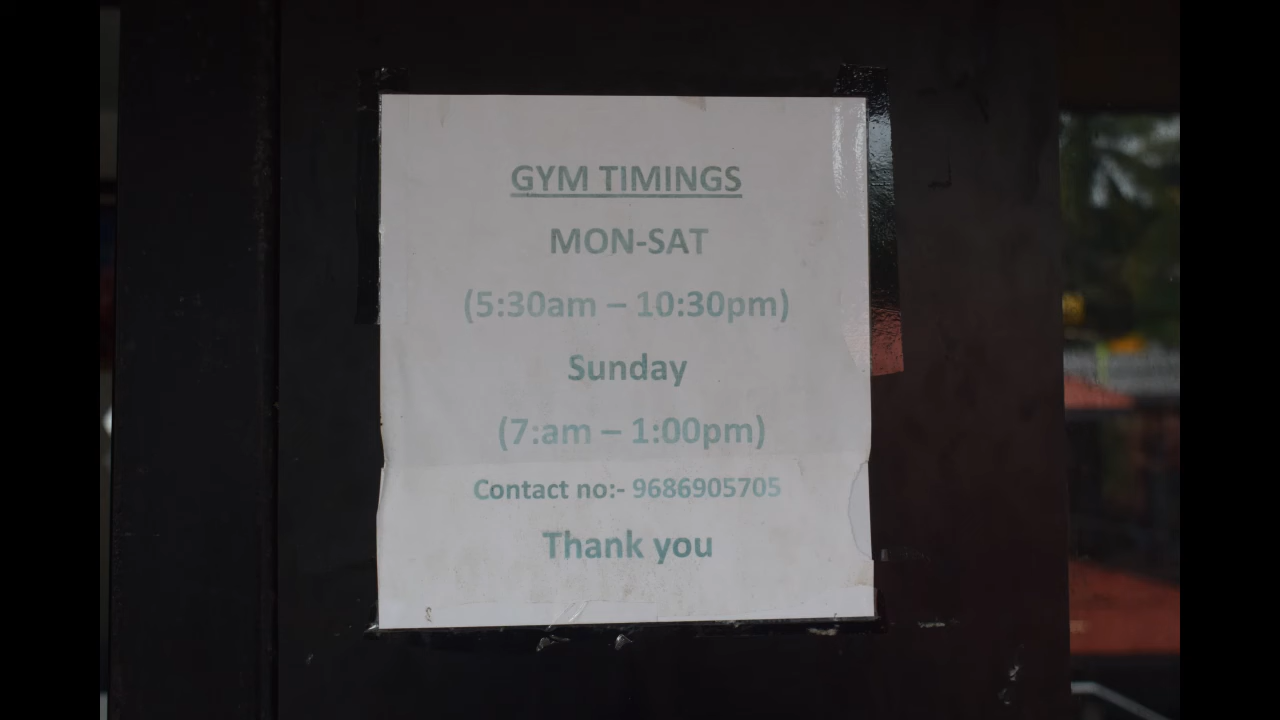 GYM TIMINGS
MON-SAT
(5:30am – 10:30pm)
Sunday
(7:am – 1:00pm)
Contact no:- 9686905705
Thank you